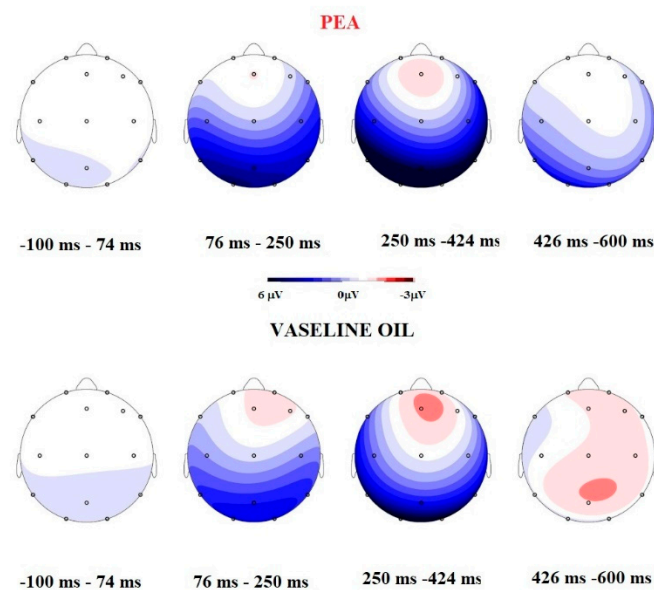 PEA
-100 ms - 74 ms
76 ms - 250 ms
250 ms -424 ms
426 ms -600 ms
6 µV
0µV
-3µV
VASELINE OIL
-100 ms - 74 ms
76 ms - 250 ms
250 ms -424 ms
426 ms -600 ms